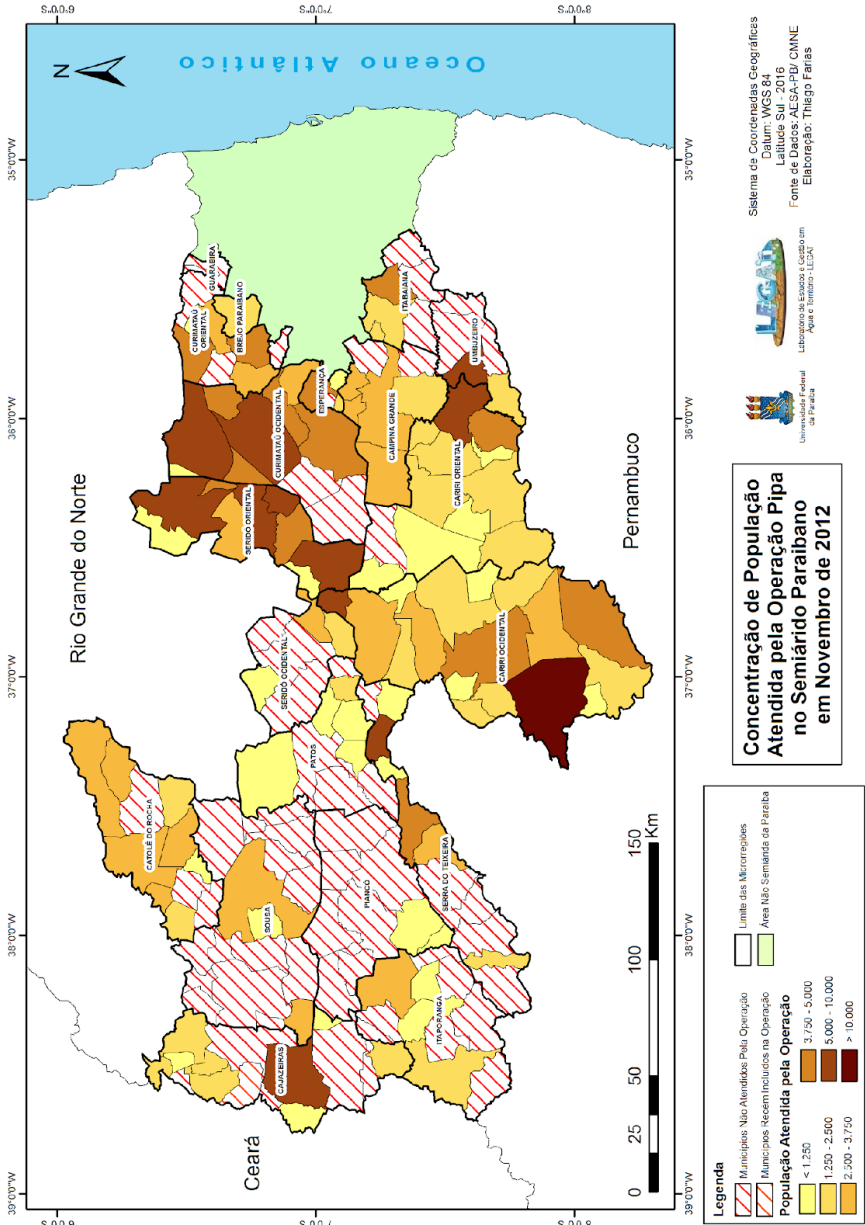 6°0'0"S
7°0'0"S
8°0'0"S
35°0'0"W
36°0'0"W
37°0'0"W
38°0'0"W
39°0'0"W
N
Oceano Atlântico
Rio Grande do Norte
Ceará
Pernambuco
CATOLÉ DO ROCHA
CAJAZEIRAS
SOUSA
PATOS
PIANCÓ
ITAPORANGA
SERRA DO TEIXEIRA
SERIDÓ OCIDENTAL
SERIDÓ ORIENTAL
CURIMATAÚ OCIDENTAL
CURIMATAÚ
ORIENTAL
GUARABIRA
BREJO PARAIBANO
ESPERANÇA
CAMPINA GRANDE
ITABAIANA
UMBUZEIRO
CARIRI ORIENTAL
CARIRI OCIDENTAL
0 25 50 100 150
Km
Legenda
Municípios Não Atendidos Pela Operação
Municípios Recem Incluídos na Operação
População Atendida pela Operação
< 1.250
1.250 - 2.500
2.500 - 3.750
3.750 - 5.000
5.000 - 10.000
> 10.000
Limite das Microrregiões
Área Não Semiárida da Paraíba
Concentração de População
Atendida pela Operação Pipa
no Semiárido Paraibano
em Novembro de 2012
Universidade Federal
da Paraíba
LEGAT
Laboratório de Estudos e Gestão em
Água e Território - LEGAT
Sistema de Coordenadas Geográficas
Datum: WGS 84
Latitude Sul - 2016
Fonte de Dados: AESA-PB/ CMNE
Elaboração: Thiago Farias